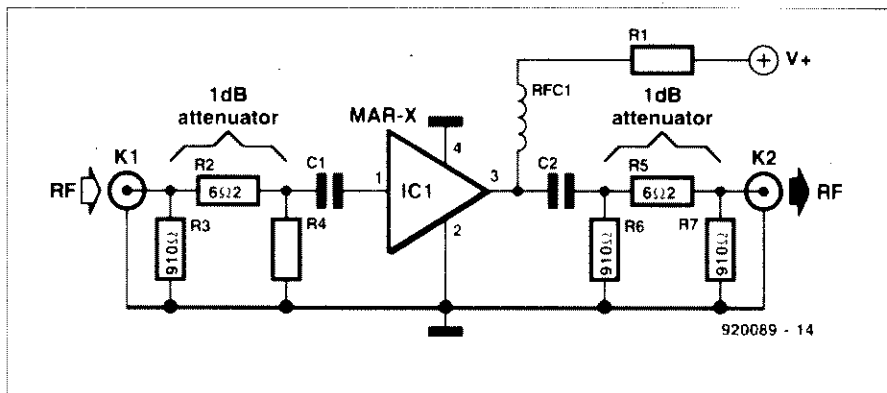 R1
V+
RFC1
1dB
attenuator
MAR-X
1dB
attenuator
K1
R2
C1
4
C2
R5
K2
RF
6Ω2
1
IC1
3
6Ω2
RF
R3
R4
2
R6
R7
910Ω
910Ω
910Ω
920089 - 14